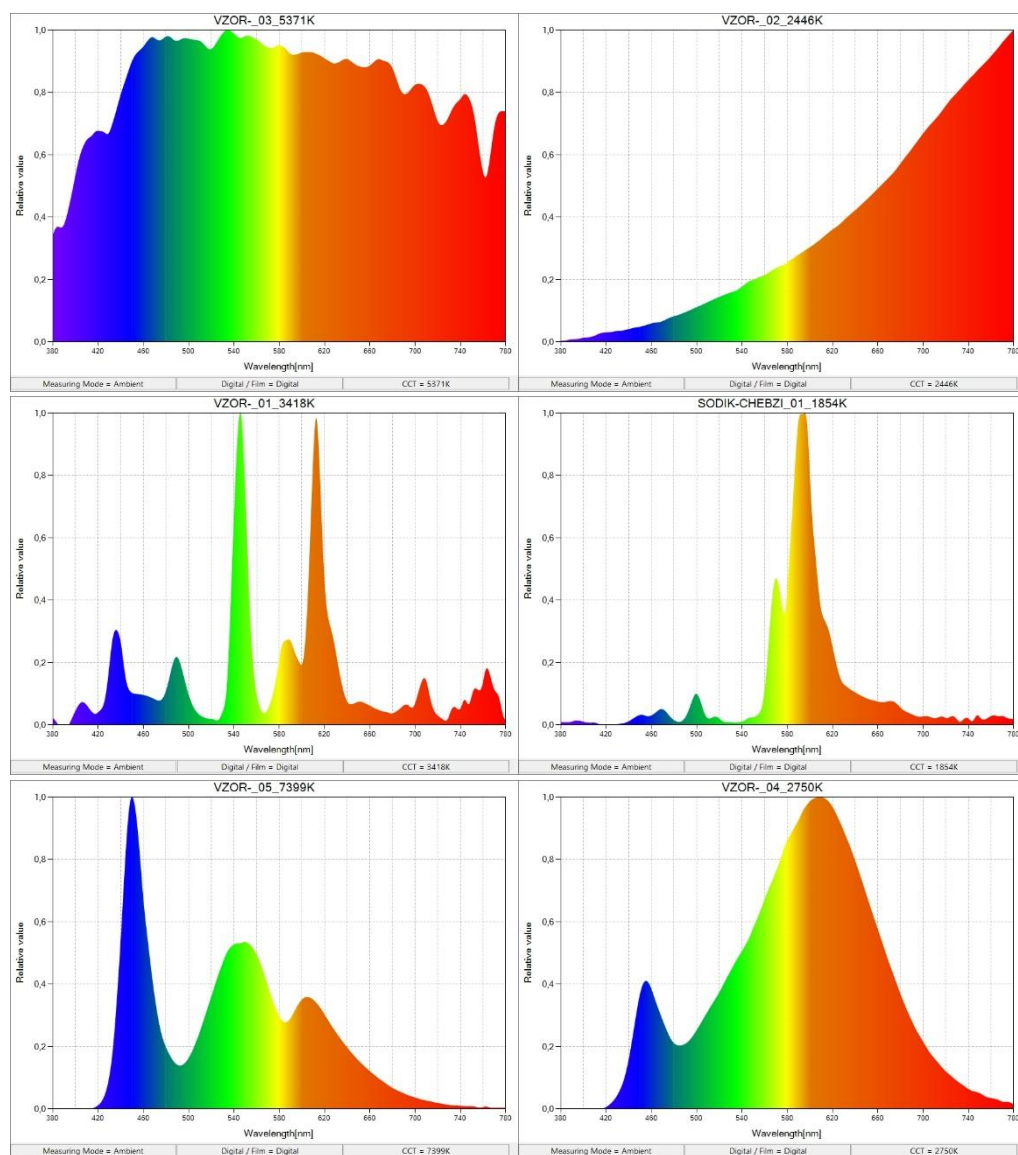 VZOR-_03_5371K
1,0
0,8
0,6
0,4
0,2
0,0
Relative value
380 420 460 500 540 580 620 660 700 740 780
Wavelength[nm]
Measuring Mode = Ambient Digital / Film = Digital CCT = 5371K
VZOR-_02_2446K
1,0
0,8
0,6
0,4
0,2
0,0
Relative value
380 420 460 500 540 580 620 660 700 740 780
Wavelength[nm]
Measuring Mode = Ambient Digital / Film = Digital CCT = 2446K
VZOR-_01_3418K
1,0
0,8
0,6
0,4
0,2
0,0
Relative value
380 420 460 500 540 580 620 660 700 740 780
Wavelength[nm]
Measuring Mode = Ambient Digital / Film = Digital CCT = 3418K
SODIK-CHEBZI_01_1854K
1,0
0,8
0,6
0,4
0,2
0,0
Relative value
380 420 460 500 540 580 620 660 700 740 780
Wavelength[nm]
Measuring Mode = Ambient Digital / Film = Digital CCT = 1854K
VZOR-_05_7399K
1,0
0,8
0,6
0,4
0,2
0,0
Relative value
380 420 460 500 540 580 620 660 700 740 780
Wavelength[nm]
Measuring Mode = Ambient Digital / Film = Digital CCT = 7399K
VZOR-_04_2750K
1,0
0,8
0,6
0,4
0,2
0,0
Relative value
380 420 460 500 540 580 620 660 700 740 780
Wavelength[nm]
Measuring Mode = Ambient Digital / Film = Digital CCT = 2750K